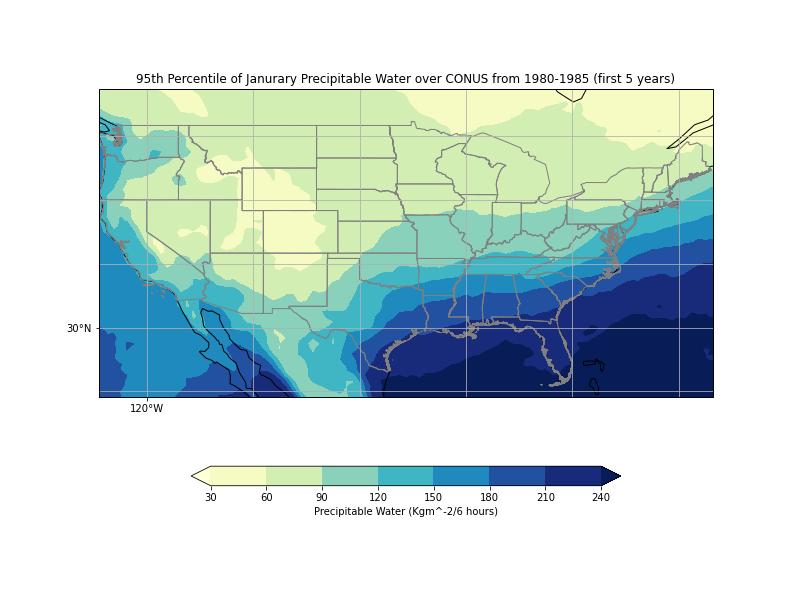 95th Percentile of Janurary Precipitable Water over CONUS from 1980-1985 (first 5 years)
30°N
120°W
30 60 90 120 150 180 210 240
Precipitable Water (Kgm^-2/6 hours)